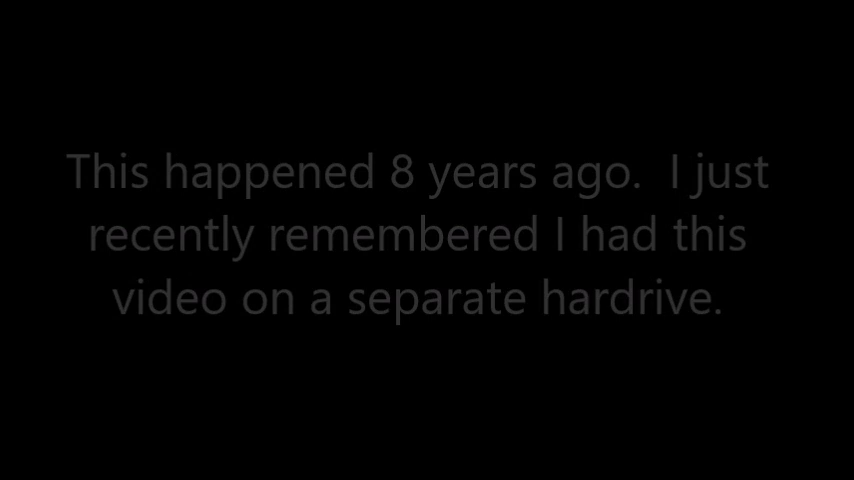 This happened 8 years ago.  I just
recently remembered I had this
video on a separate hardrive.